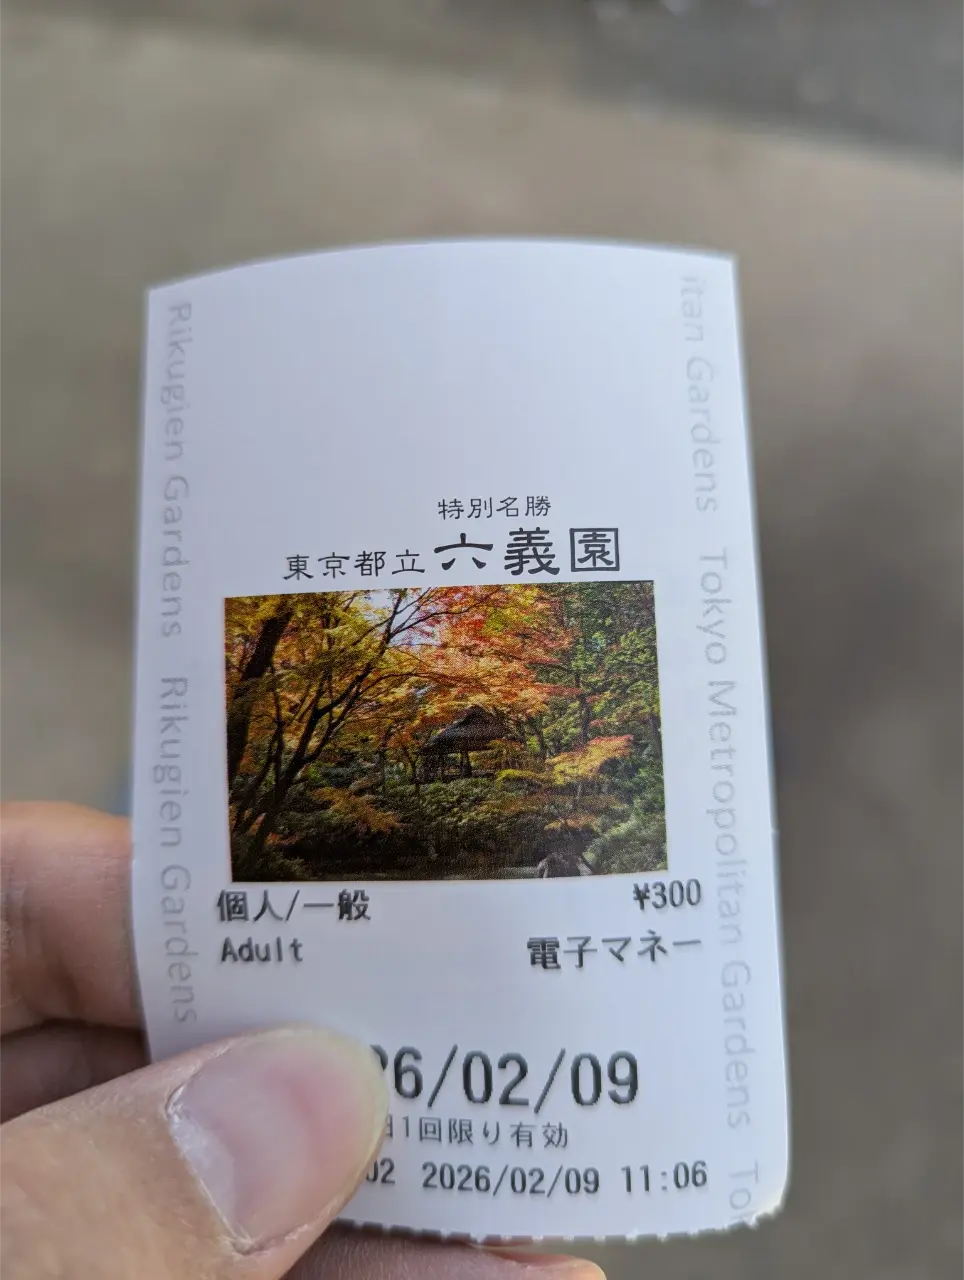 特別名勝
東京都立 六義園
個人/一般 ¥300
Adult 電子マネー
26/02/09
1回限り有効
02 2026/02/09 11:06
Rikugien Gardens Rikugien Gardens
itan Gardens Tokyo Metropolitan Gardens To